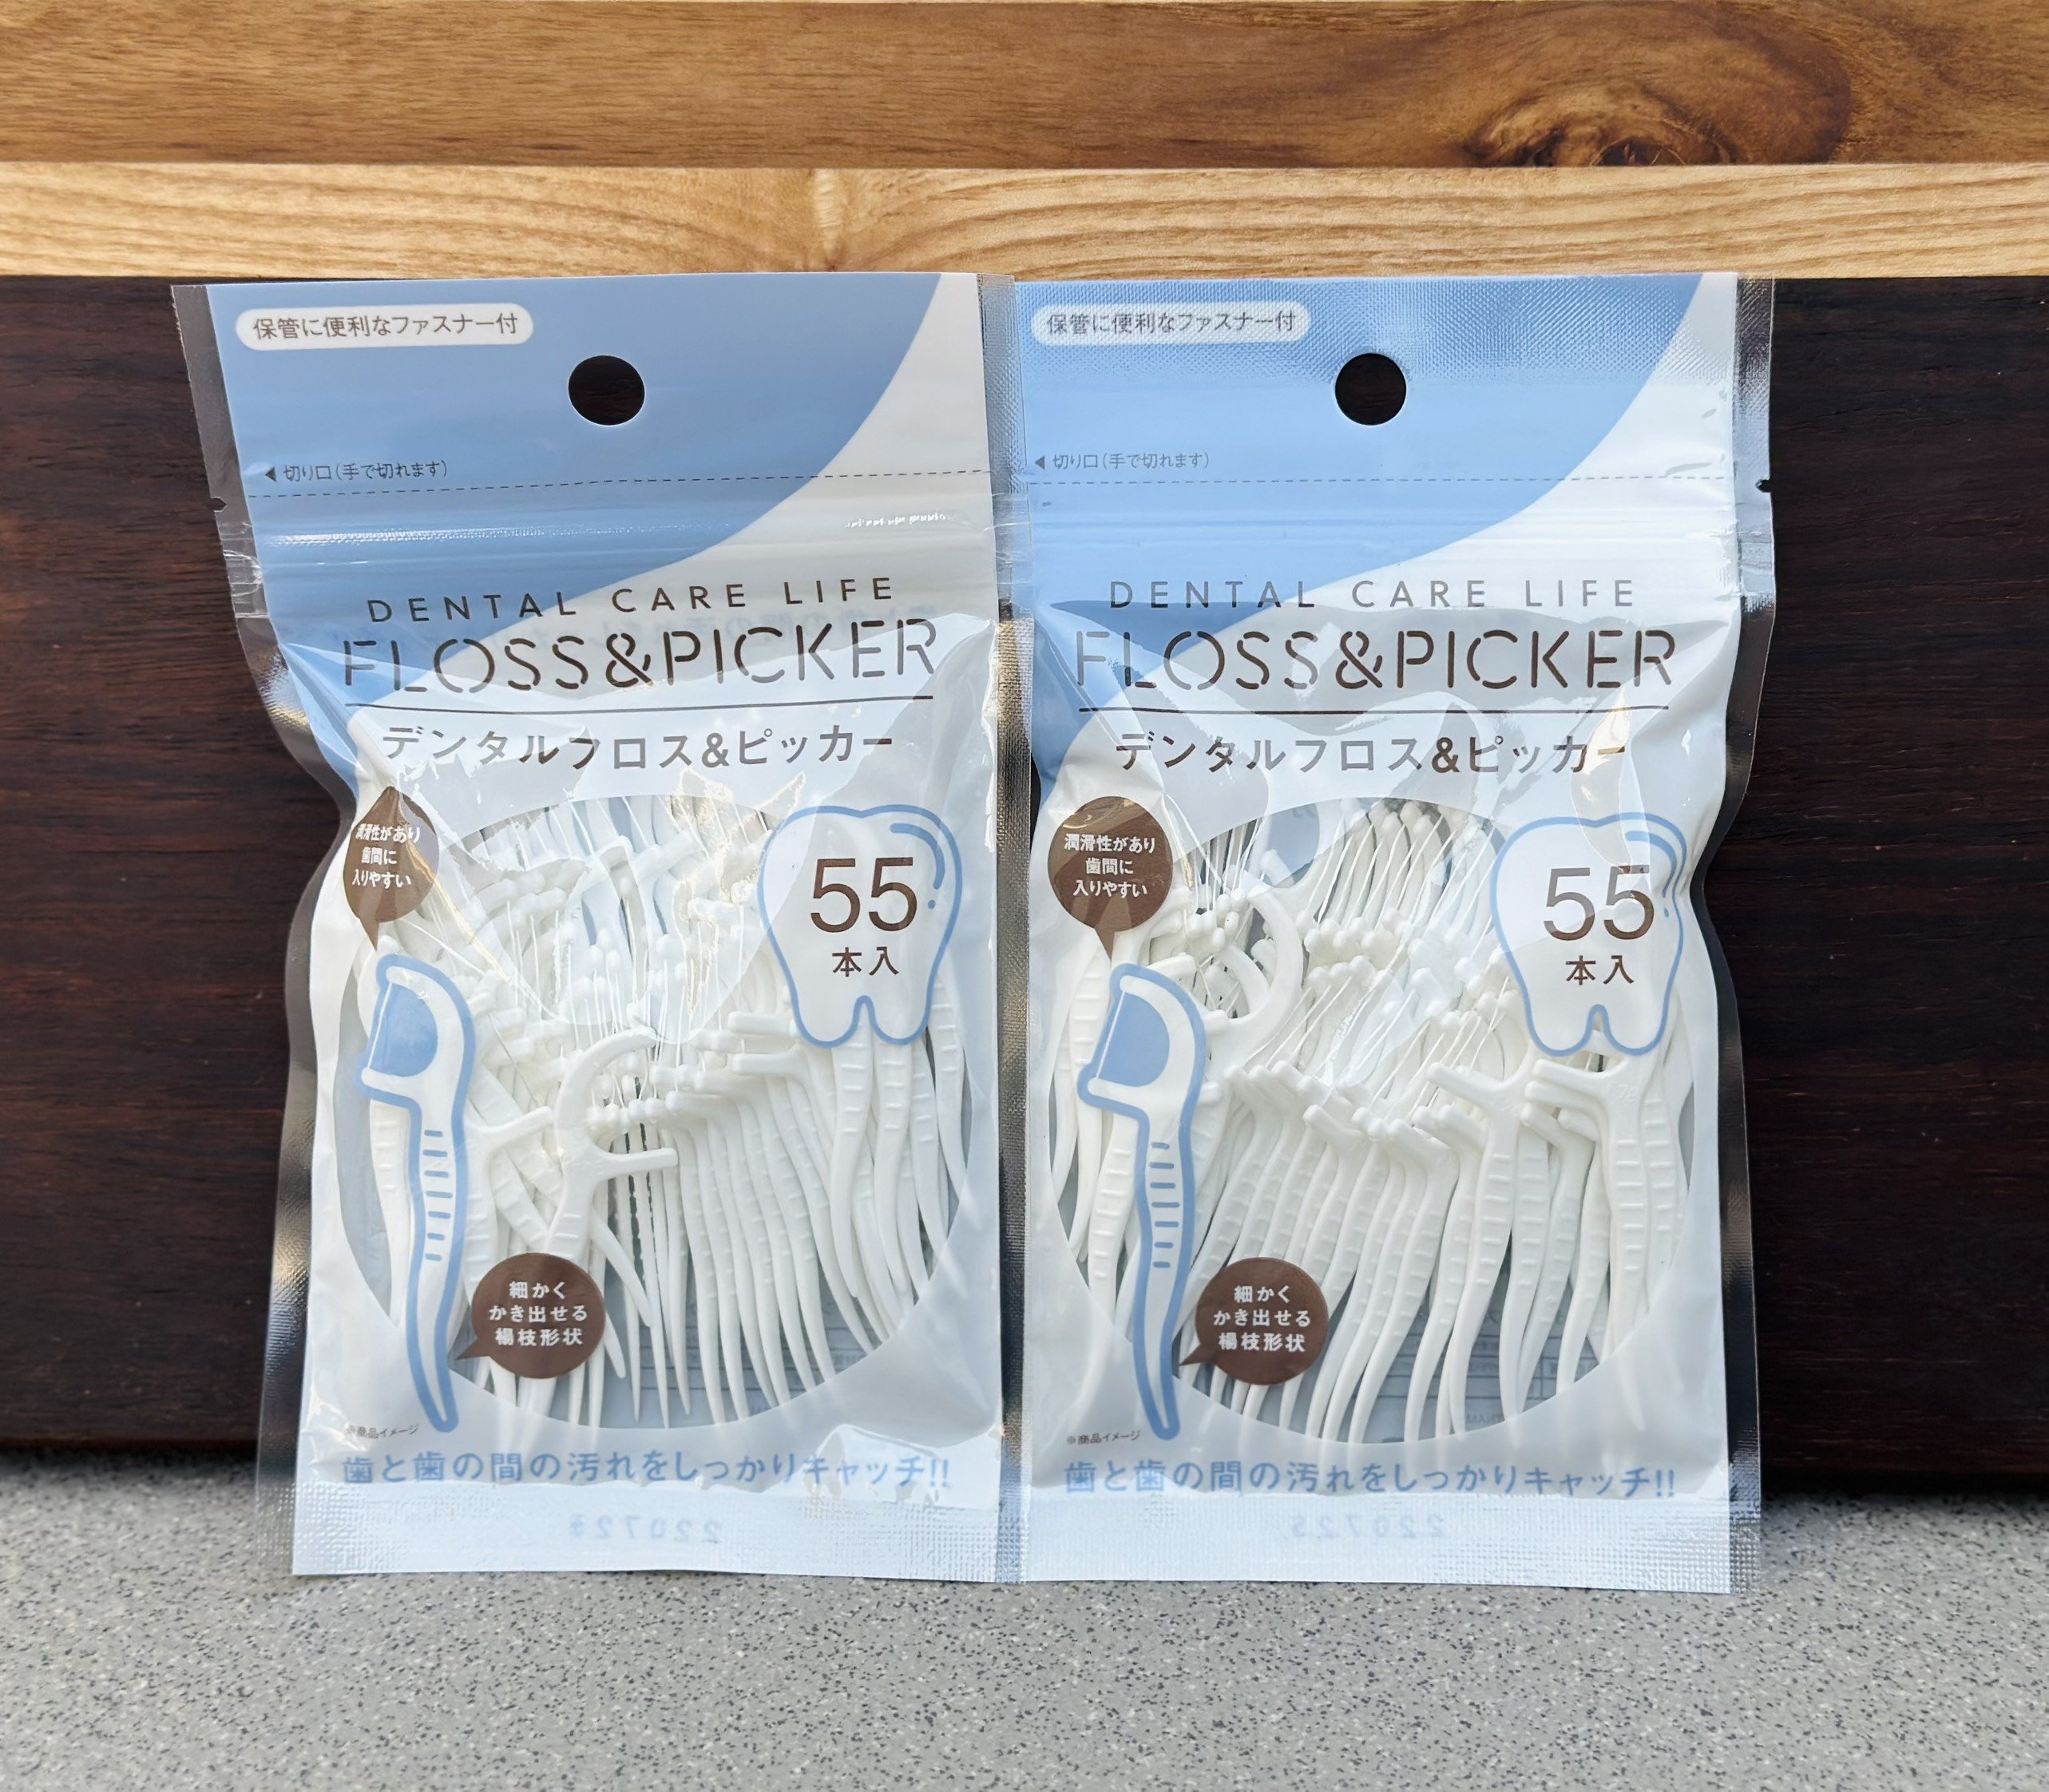 保管に便利なファスナー付
◀ 切り口(手で切れます)
DENTAL CARE LIFE
FLOSS&PICKER
デンタルフロス&ピッカー
潤滑性があり
歯間に
入りやすい
55
本入
細かく
かき出せる
楊枝形状
※商品イメージ
歯と歯の間の汚れをしっかりキャッチ!!
保管に便利なファスナー付
◀ 切り口(手で切れます)
DENTAL CARE LIFE
FLOSS&PICKER
デンタルフロス&ピッカー
潤滑性があり
歯間に
入りやすい
55
本入
細かく
かき出せる
楊枝形状
※商品イメージ
歯と歯の間の汚れをしっかりキャッチ!!